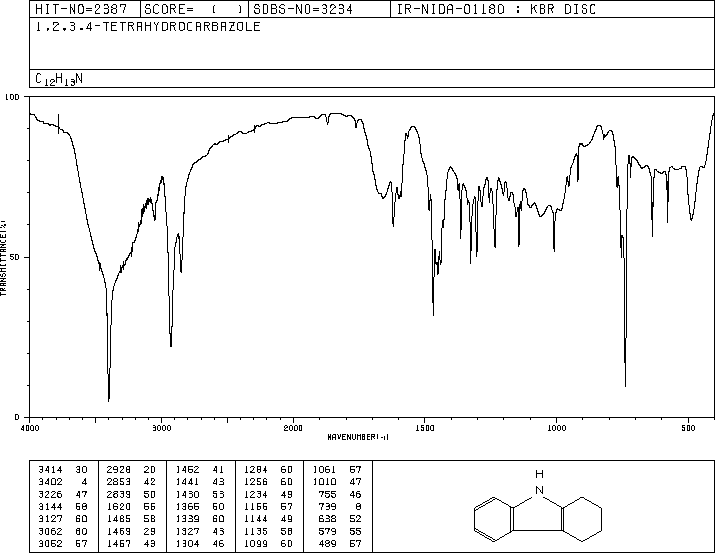 HIT-NO=2387 SCORE= ( ) SDBS-NO=3234 IR-NIDA-01180 : KBR DISC
1,2,3,4-TETRAHYDROCARBAZOLE
C12H13N
100
50
0
TRANSMITTANCE(%)
4000 3000 2000 1500 1000 500
WAVENUMBER(-1)
3414 30 2928 20 1462 41 1284 60 1061 57
3402 4 2853 42 1441 43 1256 60 1010 47
3226 47 2839 50 1430 53 1234 49 755 46
3144 58 1620 56 1366 60 1166 57 739 8
3127 60 1485 58 1339 60 1144 49 638 52
3062 60 1469 29 1327 43 1135 58 579 55
3052 57 1457 43 1304 46 1099 60 489 57
H
N